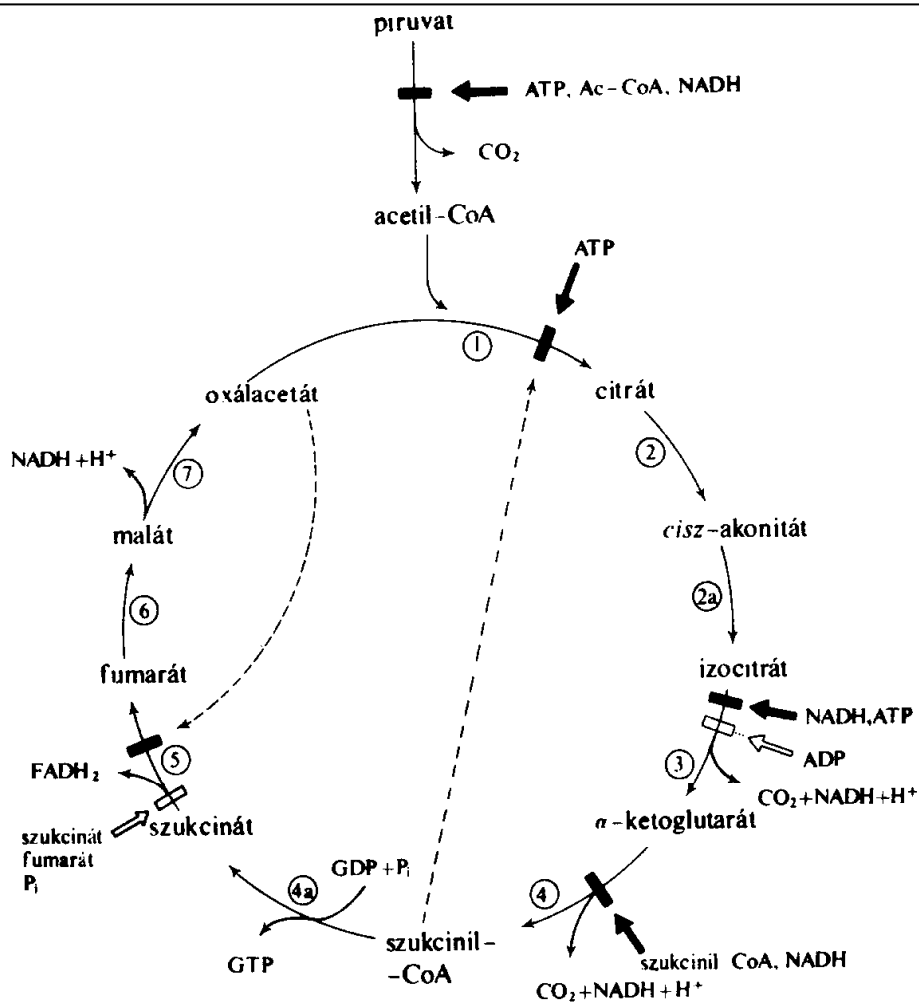 piruvát
ATP, Ac-CoA, NADH
CO₂
acetil-CoA
ATP
1
oxálacetát
citrát
NADH+H⁺
7
2
malát
cisz-akonitát
6
2a
fumarát
izocitrát
NADH,ATP
5
ADP
FADH₂
3
CO₂+NADH+H⁺
szukcinát
α-ketoglutarát
szukcinát
fumarát
Pᵢ
GDP+Pᵢ
4a
4
szukcinil-
-CoA
GTP
szukcinil CoA, NADH
CO₂+NADH+H⁺